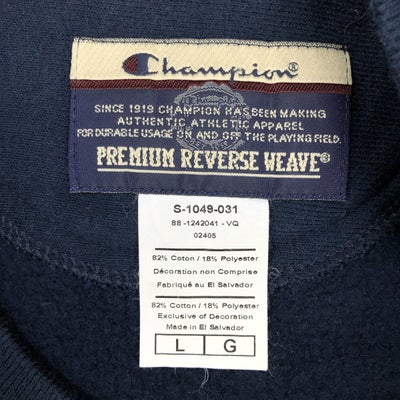 Champion®
SINCE 1919 CHAMPION HAS BEEN MAKING
AUTHENTIC ATHLETIC APPAREL
FOR DURABLE USAGE ON AND OFF THE PLAYING FIELD.
PREMIUM REVERSE WEAVE®
S-1049-031
88 -1242041 - VQ
02405
82% Coton / 18% Polyester
Décoration non Comprise
Fabriqué au El Salvador
82% Cotton / 18% Polyester
Exclusive of Decoration
Made in El Salvador
L G